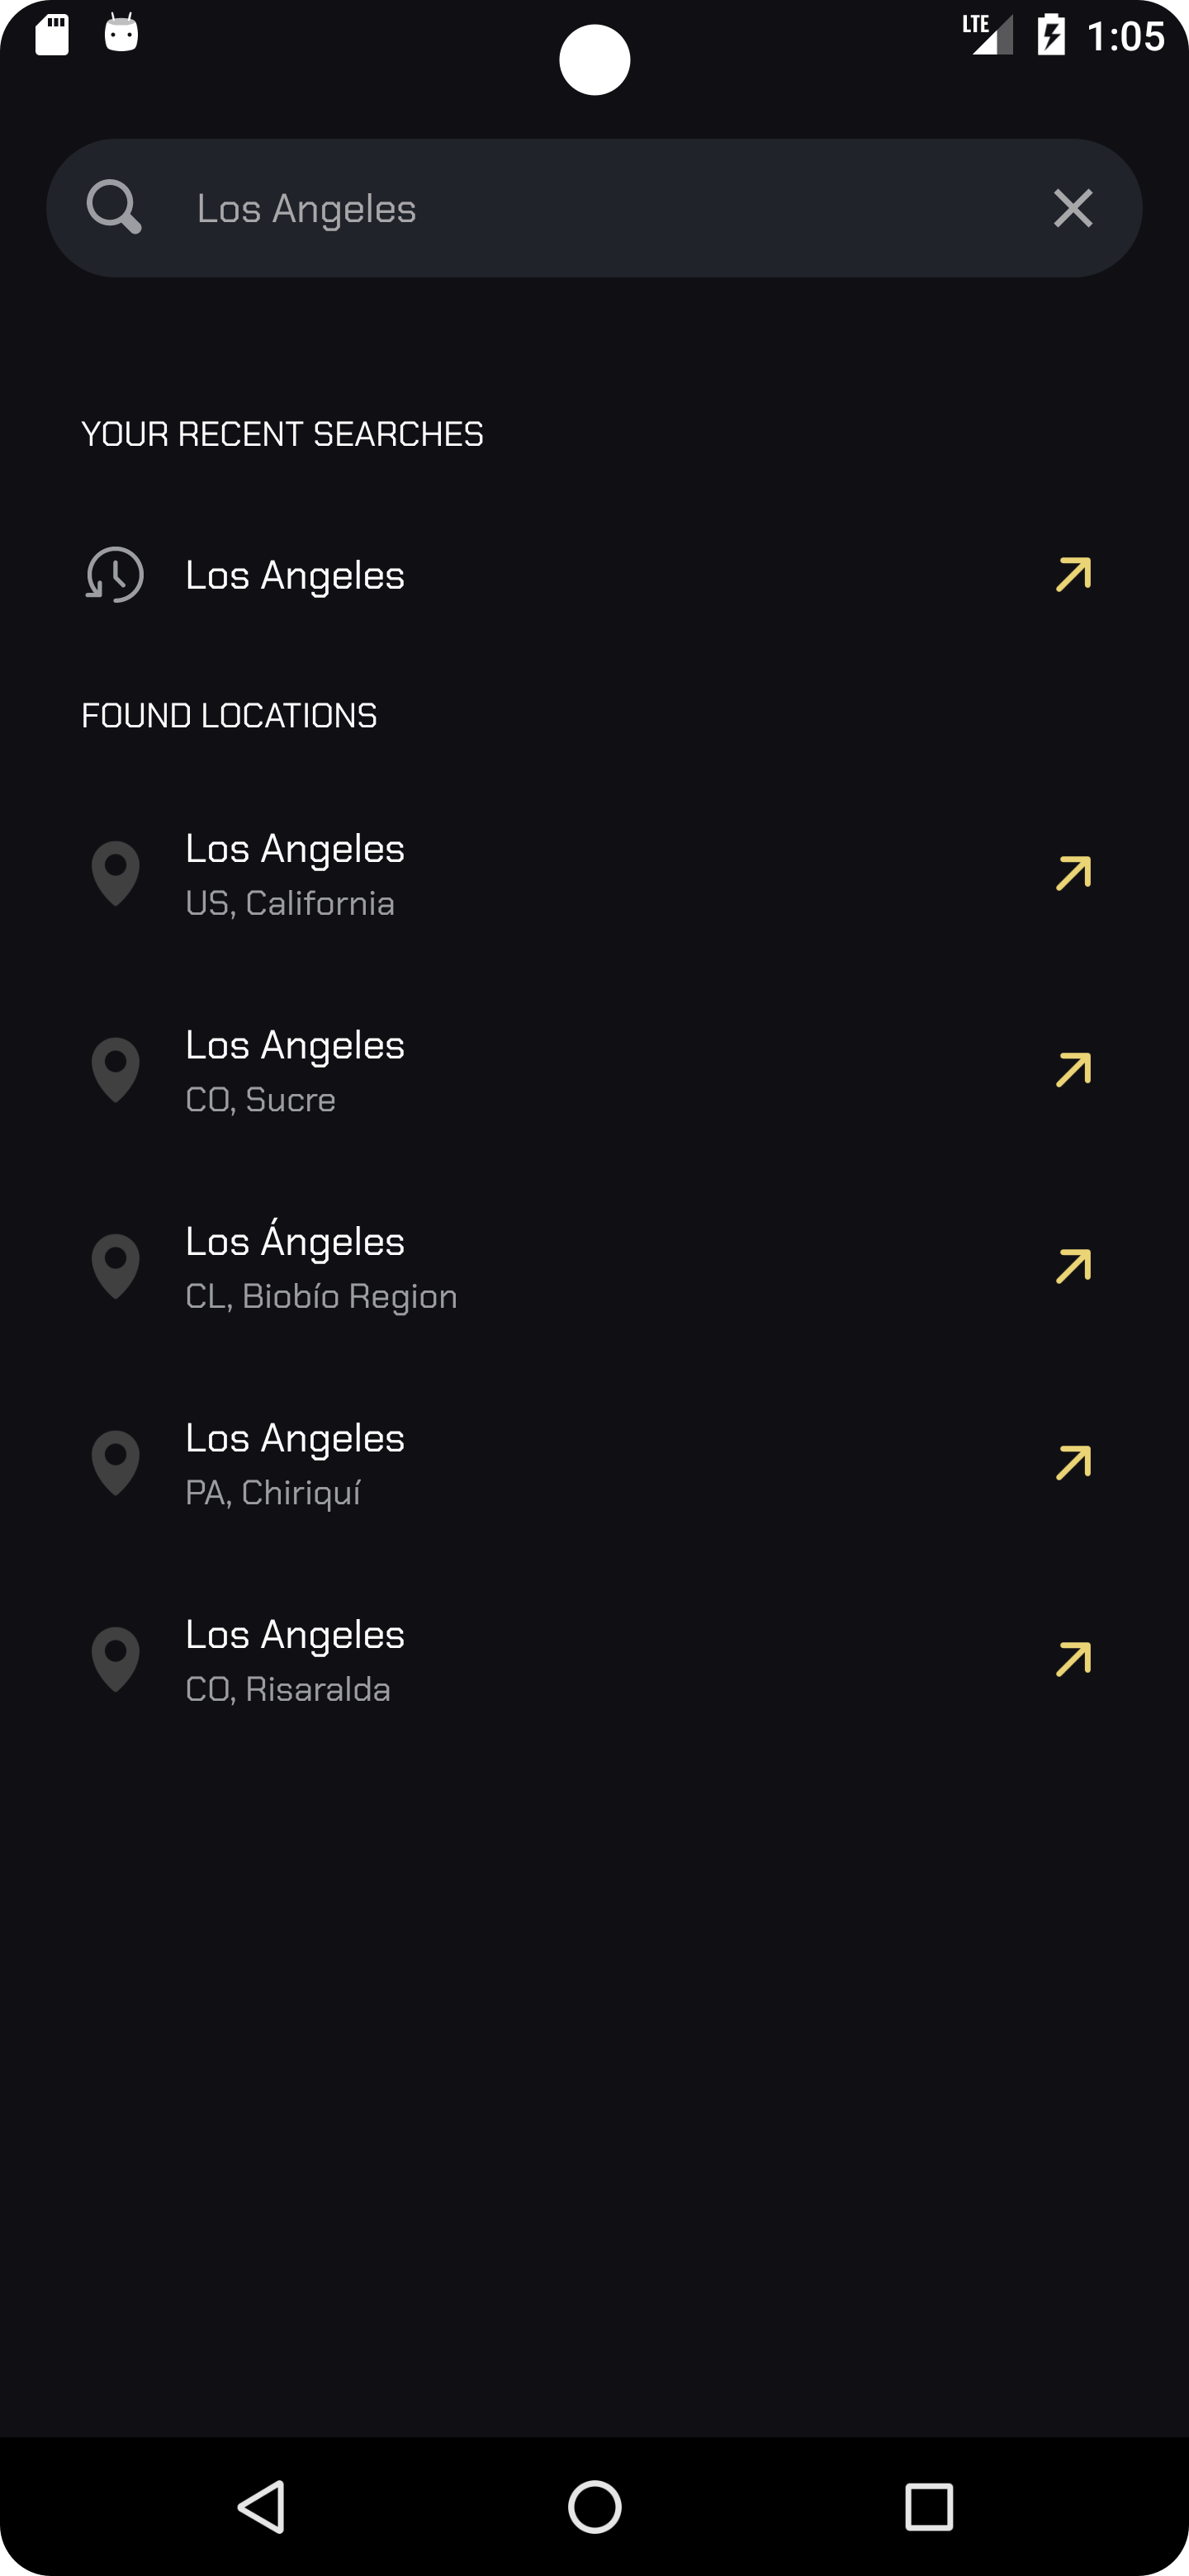 LTE 1:05
Los Angeles
YOUR RECENT SEARCHES
Los Angeles
FOUND LOCATIONS
Los Angeles
US, California
Los Angeles
CO, Sucre
Los Ángeles
CL, Biobío Region
Los Angeles
PA, Chiriquí
Los Angeles
CO, Risaralda